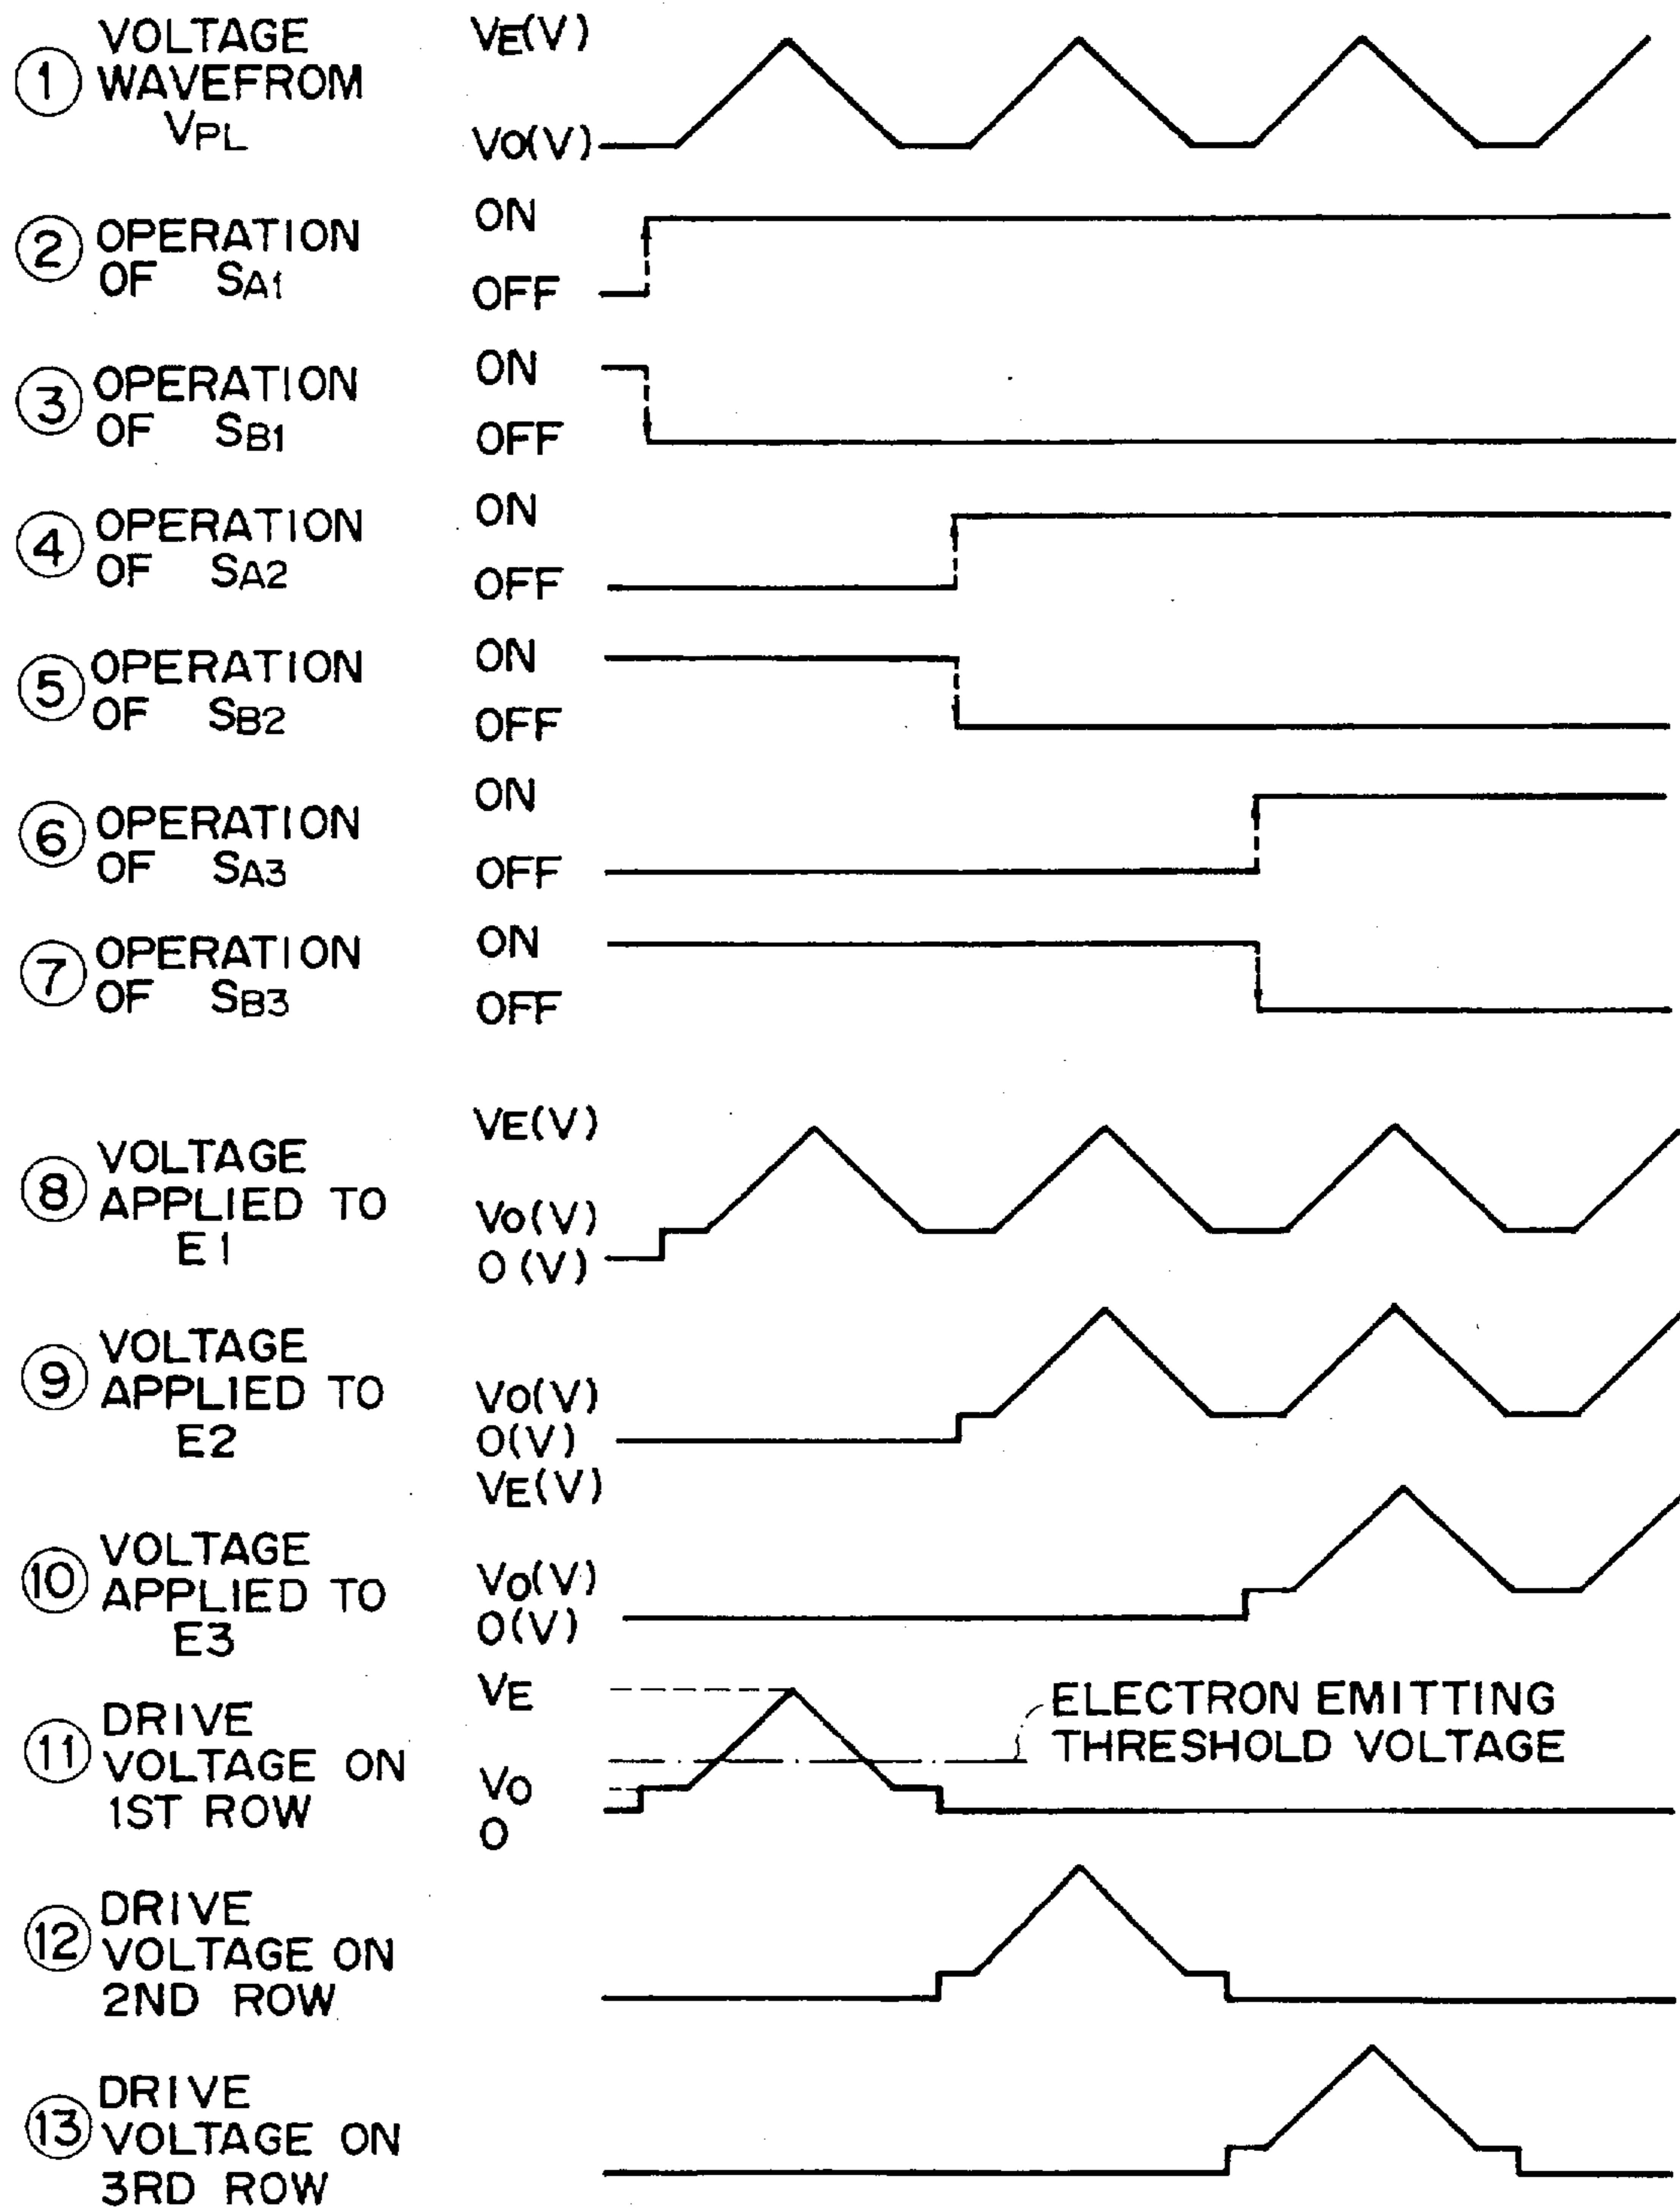 ① VOLTAGE
WAVEFROM
VPL
VE(V)
VO(V)
② OPERATION
OF SA1
ON
OFF
③ OPERATION
OF SB1
ON
OFF
④ OPERATION
OF SA2
ON
OFF
⑤ OPERATION
OF SB2
ON
OFF
⑥ OPERATION
OF SA3
ON
OFF
⑦ OPERATION
OF SB3
ON
OFF
⑧ VOLTAGE
APPLIED TO
E1
VE(V)
VO(V)
O(V)
⑨ VOLTAGE
APPLIED TO
E2
VO(V)
O(V)
VE(V)
⑩ VOLTAGE
APPLIED TO
E3
VO(V)
O(V)
⑪ DRIVE
VOLTAGE ON
1ST ROW
VE
VO
O
ELECTRON EMITTING
THRESHOLD VOLTAGE
⑫ DRIVE
VOLTAGE ON
2ND ROW
⑬ DRIVE
VOLTAGE ON
3RD ROW